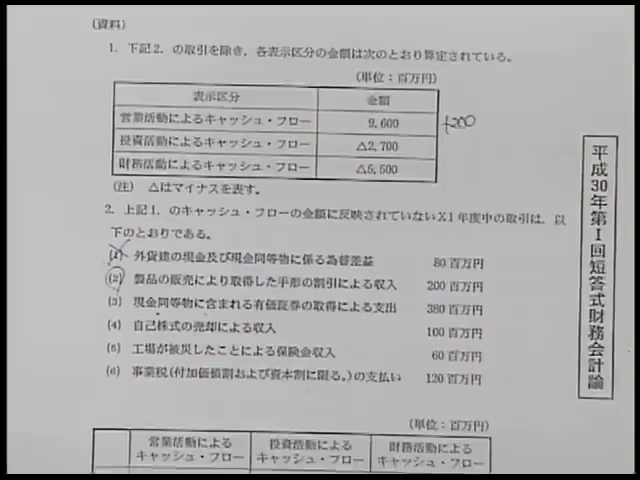 (資料)
1. 下記2.の取引を除き、各表示区分の金額は次のとおり算定されている。
(単位:百万円)
表示区分 金額
営業活動によるキャッシュ・フロー 9,600 +200
投資活動によるキャッシュ・フロー △2,700
財務活動によるキャッシュ・フロー △5,500
(注) △はマイナスを表す。
2. 上記1.のキャッシュ・フローの金額に反映されていないX1年度中の取引は、以
下のとおりである。
(1) 外貨建の現金及び現金同等物に係る為替差益 80百万円
(2) 製品の販売により取得した手形の割引による収入 200百万円
(3) 現金同等物に含まれる有価証券の取得による支出 380百万円
(4) 自己株式の売却による収入 100百万円
(5) 工場が被災したことによる保険金収入 60百万円
(6) 事業税(付加価値割および資本割に限る。)の支払い 120百万円
(単位:百万円)
営業活動による 投資活動による 財務活動による
キャッシュ・フロー キャッシュ・フロー キャッシュ・フロー
平成30年第Ⅰ回短答式財務会計論